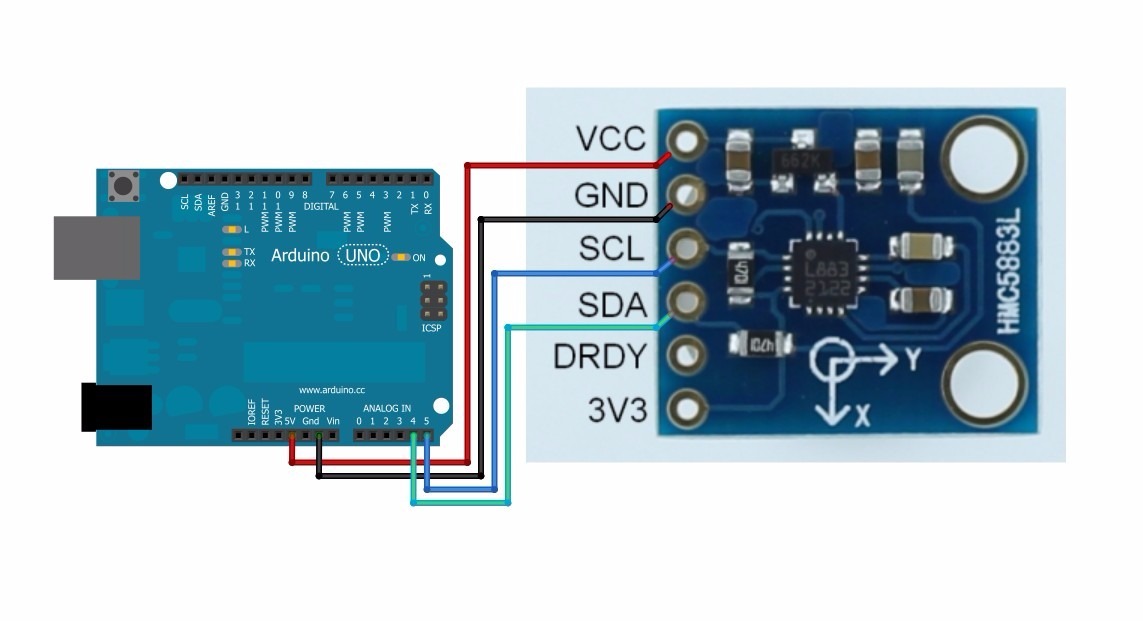 SCL
SDA
AREF
GND
13
12
11 PWM
10 PWM
9 PWM
8
DIGITAL
7
6 PWM
5 PWM
4
3 PWM
2
1 TX
0 RX
L
TX
RX
Arduino UNO
ON
1
ICSP
www.arduino.cc
POWER
IOREF
RESET
3V3
5V
Gnd
Vin
ANALOG IN
0 1 2 3 4 5
VCC
GND
SCL
SDA
DRDY
3V3
662K
L883
2122
HMC5883L
Y
X